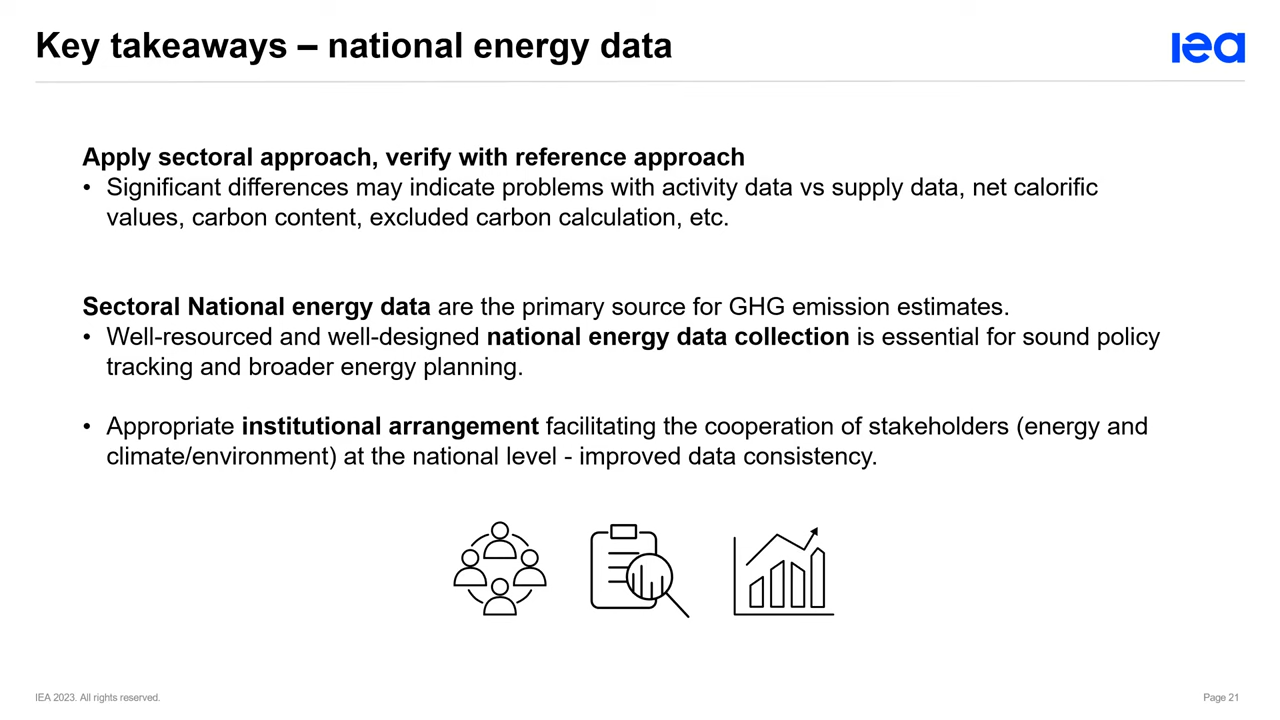 Key takeaways – national energy data
iea
Apply sectoral approach, verify with reference approach
• Significant differences may indicate problems with activity data vs supply data, net calorific
values, carbon content, excluded carbon calculation, etc.
Sectoral National energy data are the primary source for GHG emission estimates.
• Well-resourced and well-designed national energy data collection is essential for sound policy
tracking and broader energy planning.
• Appropriate institutional arrangement facilitating the cooperation of stakeholders (energy and
climate/environment) at the national level - improved data consistency.
IEA 2023. All rights reserved.
Page 21